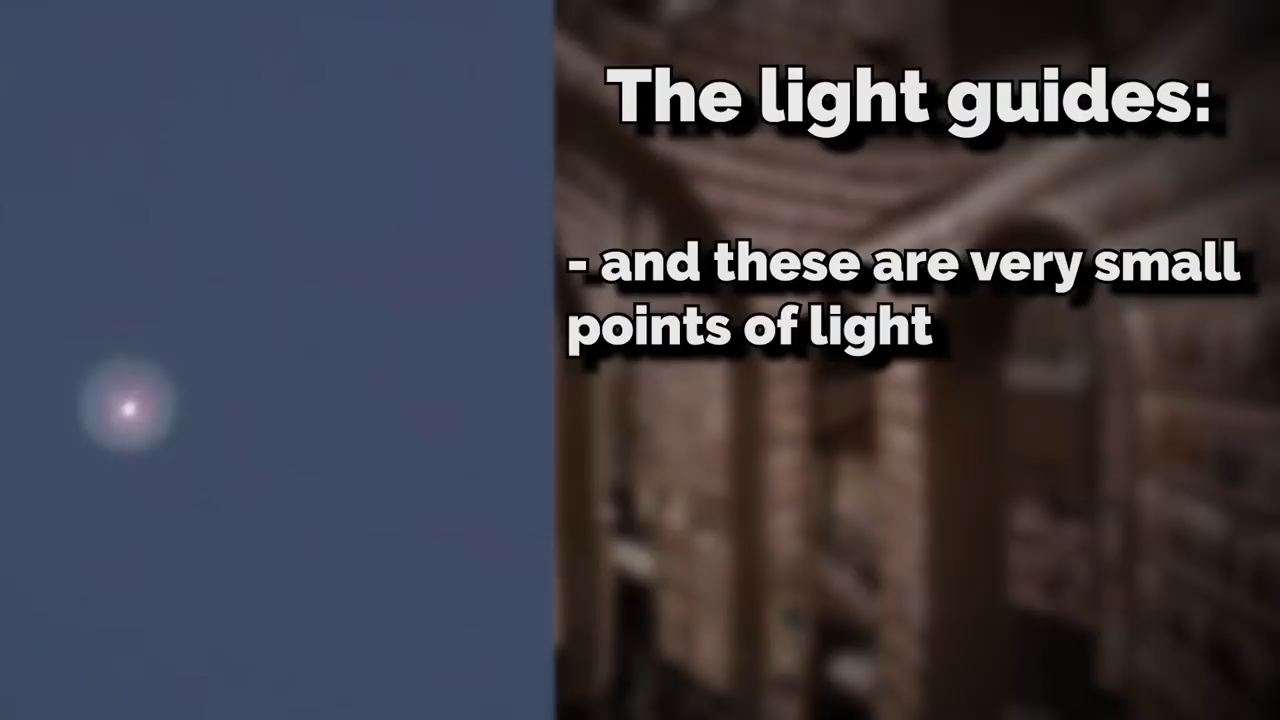 The light guides:
- and these are very small
points of light